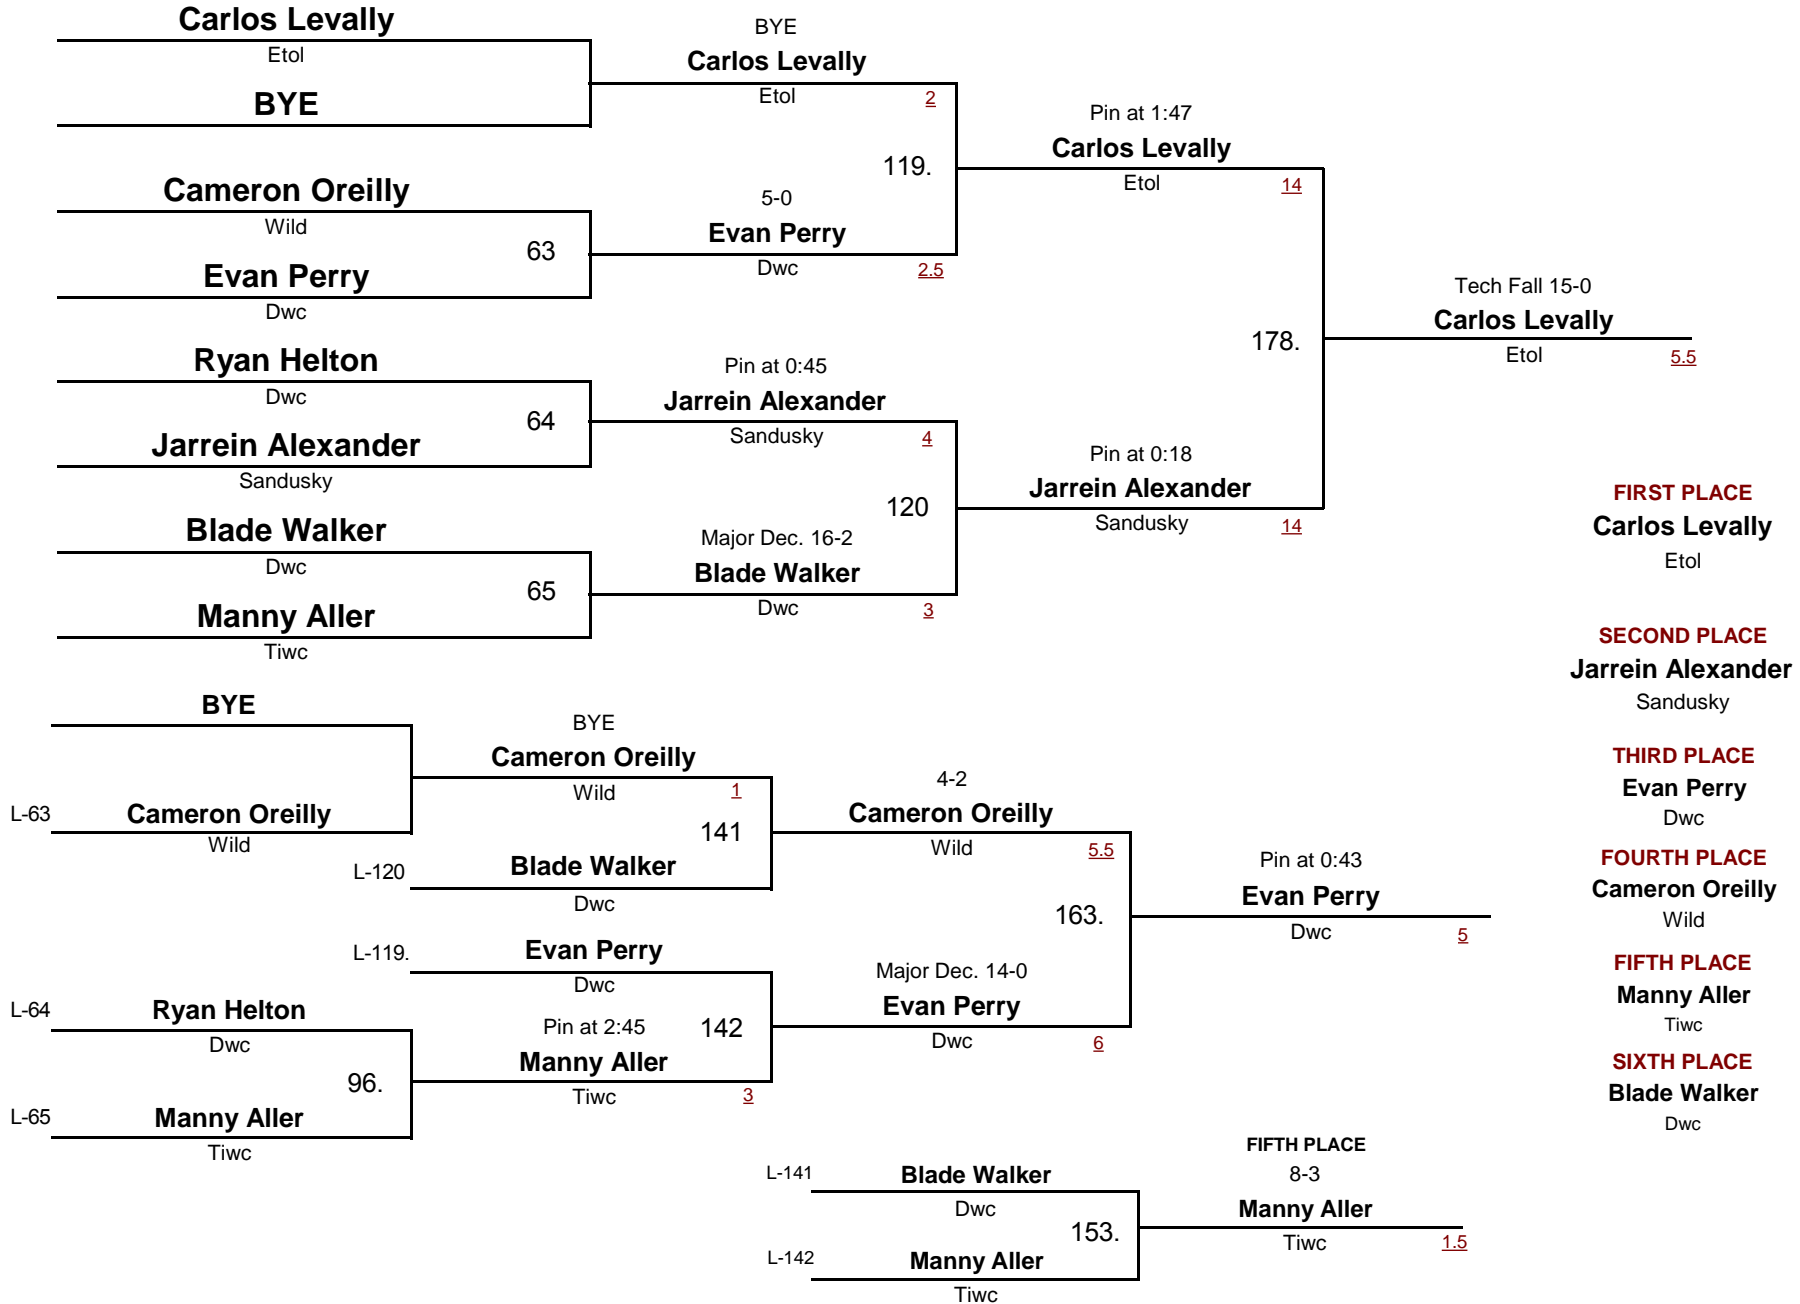 Carlos Levally
Etol
BYE
Cameron Oreilly
Wild
63
Evan Perry
Dwc
Ryan Helton
Dwc
64
Jarrein Alexander
Sandusky
Blade Walker
Dwc
65
Manny Aller
Tiwc
BYE
Carlos Levally
Etol
2
119.
5-0
Evan Perry
Dwc
2.5
Pin at 0:45
Jarrein Alexander
Sandusky
4
120
Major Dec. 16-2
Blade Walker
Dwc
3
Pin at 1:47
Carlos Levally
Etol
14
178.
Pin at 0:18
Jarrein Alexander
Sandusky
14
Tech Fall 15-0
Carlos Levally
Etol
5.5
FIRST PLACE
Carlos Levally
Etol
SECOND PLACE
Jarrein Alexander
Sandusky
THIRD PLACE
Evan Perry
Dwc
FOURTH PLACE
Cameron Oreilly
Wild
FIFTH PLACE
Manny Aller
Tiwc
SIXTH PLACE
Blade Walker
Dwc
BYE
L-63
Cameron Oreilly
Wild
L-64
Ryan Helton
Dwc
96.
L-65
Manny Aller
Tiwc
BYE
Cameron Oreilly
Wild
1
141
L-120
Blade Walker
Dwc
L-119.
Evan Perry
Dwc
Pin at 2:45
142
Manny Aller
Tiwc
3
4-2
Cameron Oreilly
Wild
5.5
163.
Major Dec. 14-0
Evan Perry
Dwc
6
Pin at 0:43
Evan Perry
Dwc
5
L-141
Blade Walker
Dwc
153.
L-142
Manny Aller
Tiwc
FIFTH PLACE
8-3
Manny Aller
Tiwc
1.5